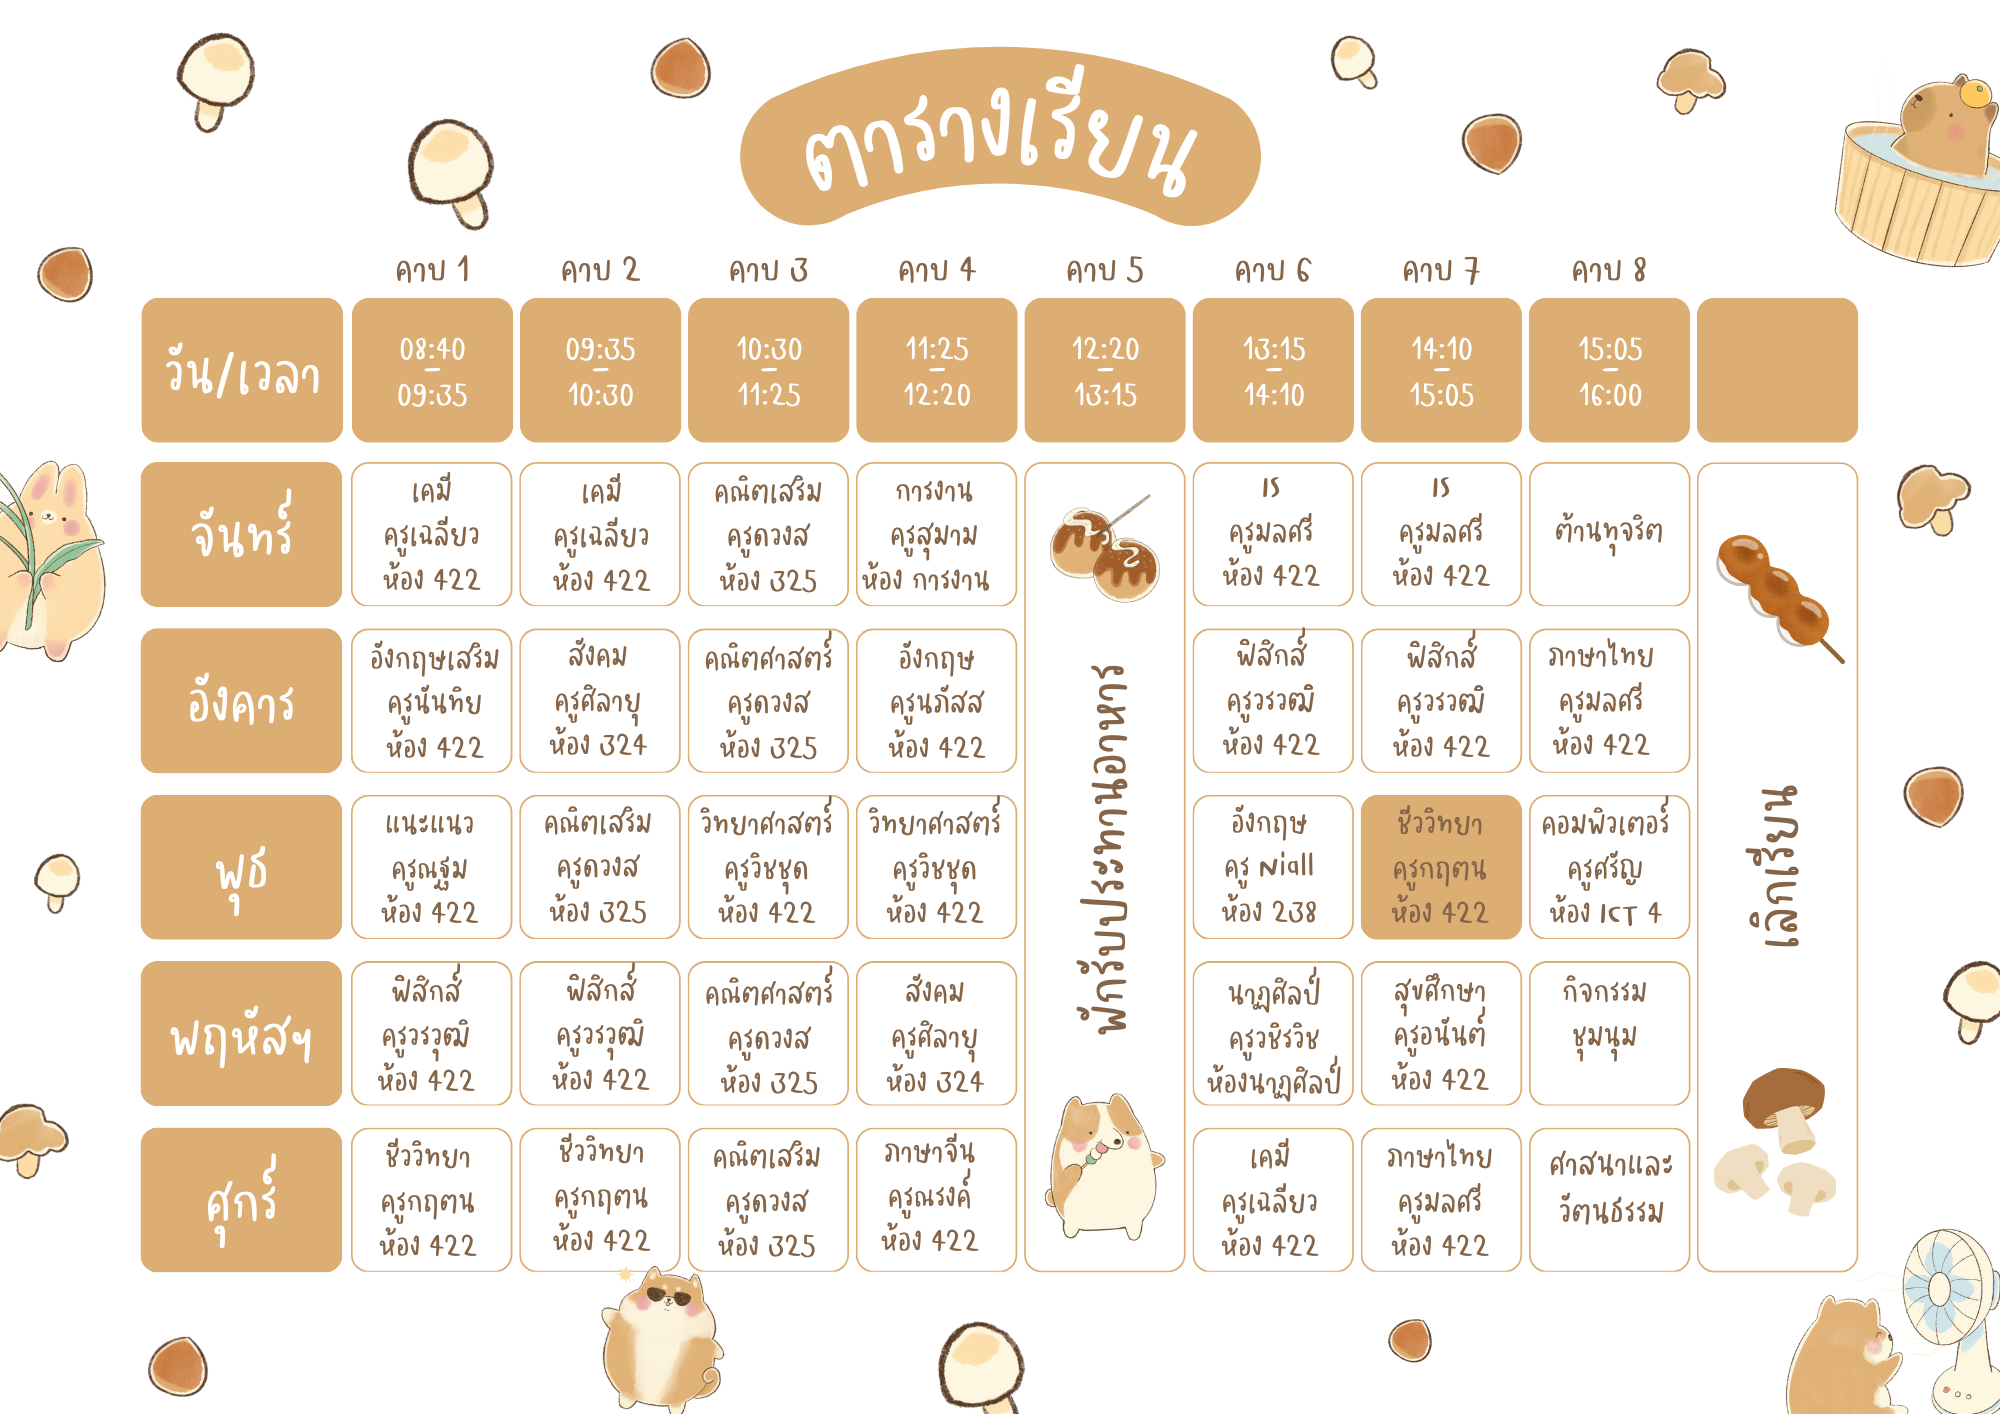 ตารางเรียน
คาบ 1
คาบ 2
คาบ 3
คาบ 4
คาบ 5
คาบ 6
คาบ 7
คาบ 8
วัน/เวลา
08:40
–
09:35
09:35
–
10:30
10:30
–
11:25
11:25
–
12:20
12:20
–
13:15
13:15
–
14:10
14:10
–
15:05
15:05
–
16:00
จันทร์
เคมี
ครูเฉลียว
ห้อง 422
เคมี
ครูเฉลียว
ห้อง 422
คณิตเสริม
ครูดวงส
ห้อง 325
การงาน
ครูสุมาม
ห้อง การงาน
IS
ครูมลศรี
ห้อง 422
IS
ครูมลศรี
ห้อง 422
ต้านทุจริต
อังคาร
อังกฤษเสริม
ครูนันทิย
ห้อง 422
สังคม
ครูศิลายุ
ห้อง 324
คณิตศาสตร์
ครูดวงส
ห้อง 325
อังกฤษ
ครูนภัสส
ห้อง 422
ฟิสิกส์
ครูวรวุฒิ
ห้อง 422
ฟิสิกส์
ครูวรวุฒิ
ห้อง 422
ภาษาไทย
ครูมลศรี
ห้อง 422
พุธ
แนะแนว
ครูณฐ๋ม
ห้อง 422
คณิตเสริม
ครูดวงส
ห้อง 325
วิทยาศาสตร์
ครูวิชชุด
ห้อง 422
วิทยาศาสตร์
ครูวิชชุด
ห้อง 422
อังกฤษ
ครู Niall
ห้อง 238
ชีววิทยา
ครูกฤตน
ห้อง 422
คอมพิวเตอร์
ครูศรัญ
ห้อง ICT 4
พฤหัสฯ
ฟิสิกส์
ครูวรวุฒิ
ห้อง 422
ฟิสิกส์
ครูวรวุฒิ
ห้อง 422
คณิตศาสตร์
ครูดวงส
ห้อง 325
สังคม
ครูศิลายุ
ห้อง 324
นาฏศิลป์
ครูวชิรวิช
ห้องนาฏศิลป์
สุขศึกษา
ครูอนันต์
ห้อง 422
กิจกรรม
ชุมนุม
ศุกร์
ชีววิทยา
ครูกฤตน
ห้อง 422
ชีววิทยา
ครูกฤตน
ห้อง 422
คณิตเสริม
ครูดวงส
ห้อง 325
ภาษาจีน
ครูณรงค์
ห้อง 422
เคมี
ครูเฉลียว
ห้อง 422
ภาษาไทย
ครูมลศรี
ห้อง 422
ศาสนาและ
วัฒนธรรม
พักรับประทานอาหาร
เลิกเรียน